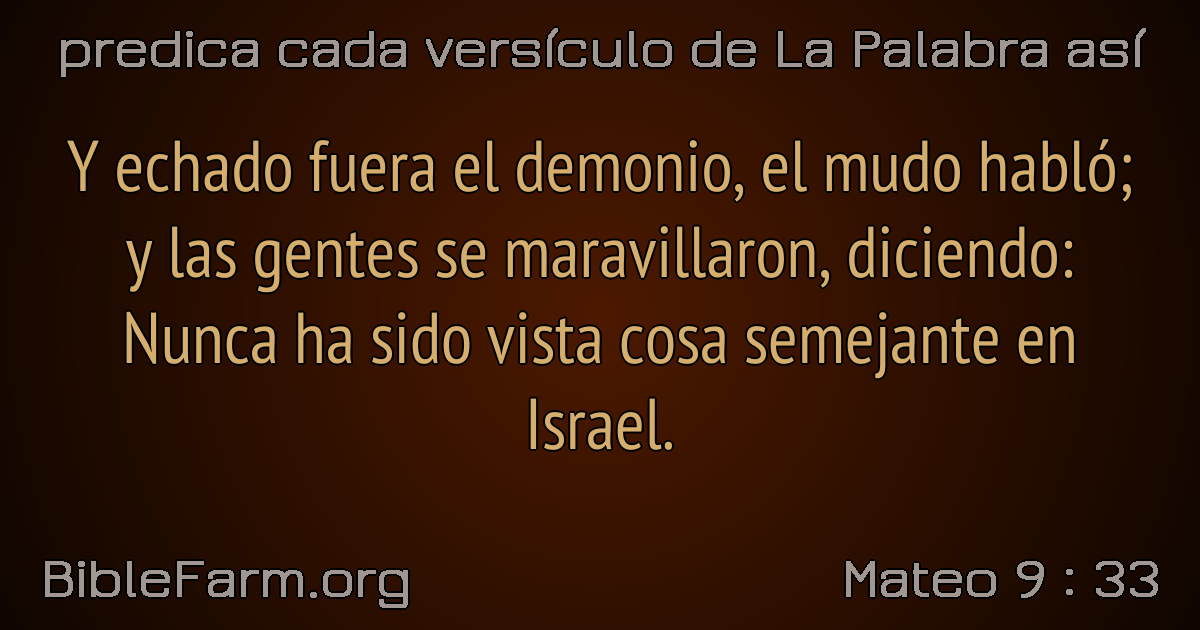 predica cada versículo de La Palabra así
Y echado fuera el demonio, el mudo habló;
y las gentes se maravillaron, diciendo:
Nunca ha sido vista cosa semejante en
Israel.
BibleFarm.org
Mateo 9 : 33